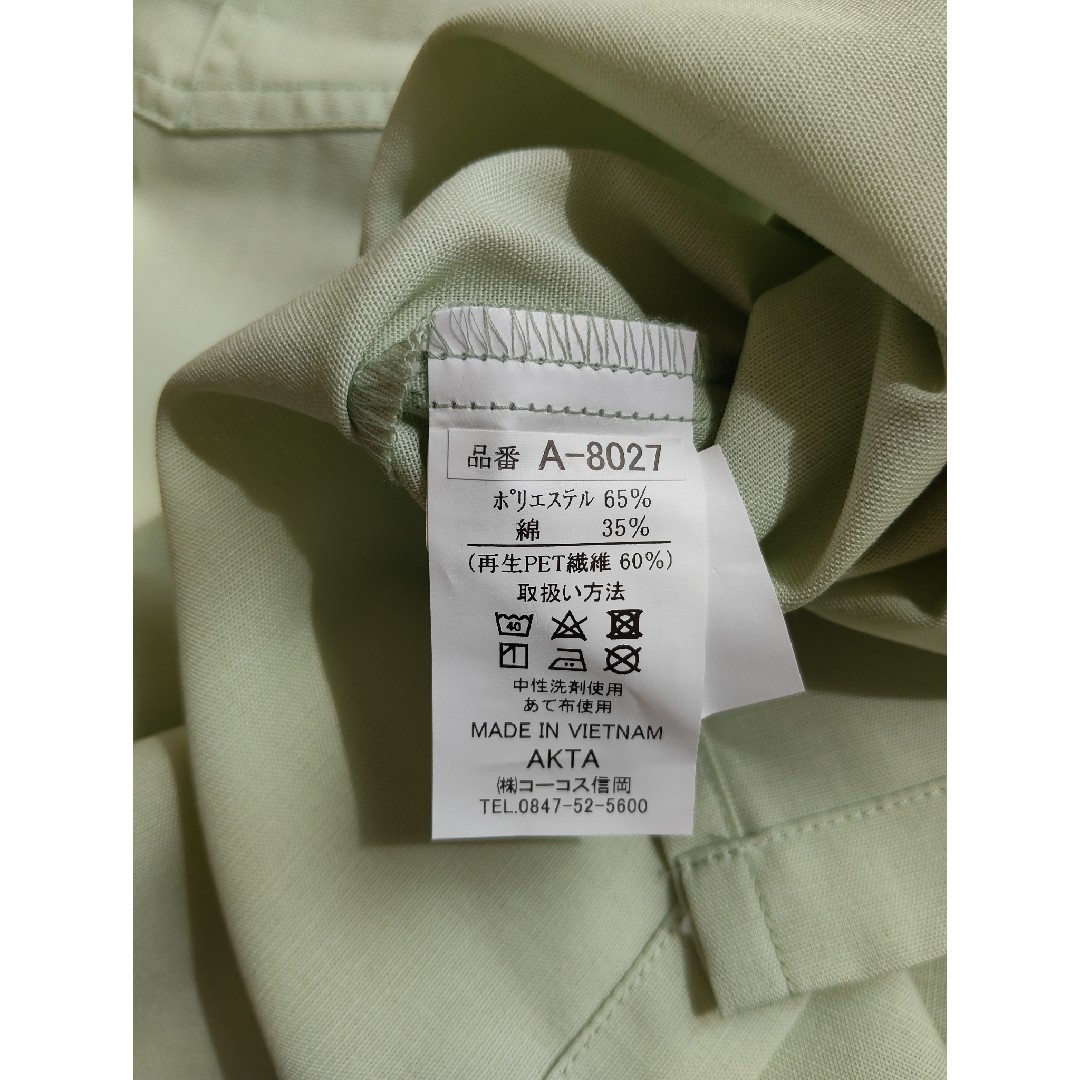 品番 A-8027
ポリエステル 65%
綿 35%
(再生PET繊維 60%)
取扱い方法
40
中性洗剤使用
あて布使用
MADE IN VIETNAM
AKTA
㈱コーコス信岡
TEL.0847-52-5600